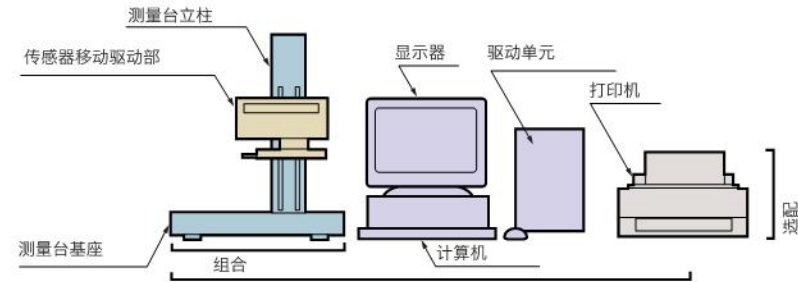 测量台立柱
传感器移动驱动部
显示器
驱动单元
打印机
测量台基座
组合
计算机
选配